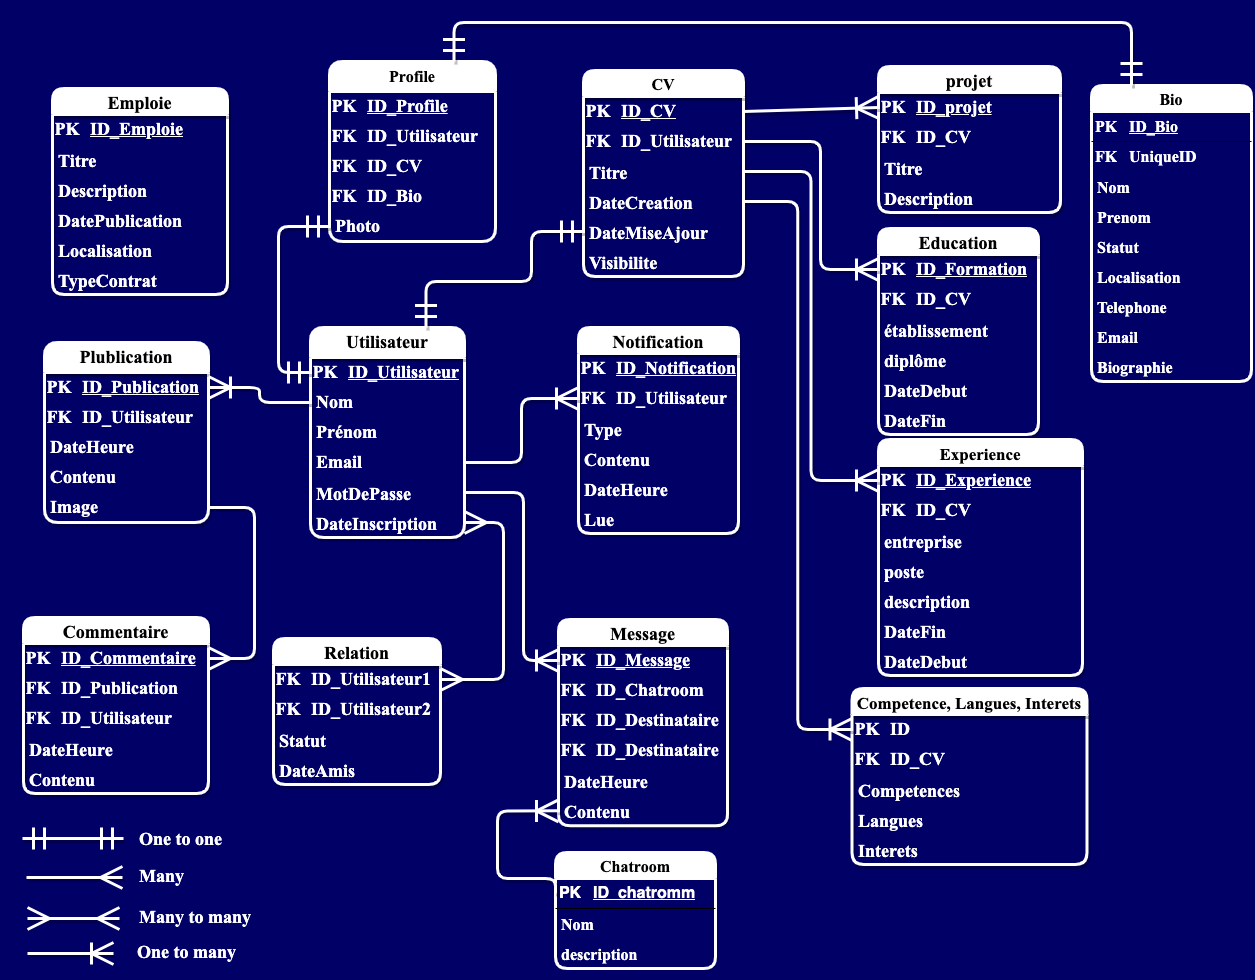 Emploie
PK ID_Emploie
Titre
Description
DatePublication
Localisation
TypeContrat
Profile
PK ID_Profile
FK ID_Utilisateur
FK ID_CV
FK ID_Bio
Photo
CV
PK ID_CV
FK ID_Utilisateur
Titre
DateCreation
DateMiseAjour
Visibilite
projet
PK ID_projet
FK ID_CV
Titre
Description
Bio
PK ID_Bio
FK UniqueID
Nom
Prenom
Statut
Localisation
Telephone
Email
Biographie
Education
PK ID_Formation
FK ID_CV
établissement
diplôme
DateDebut
DateFin
Plublication
PK ID_Publication
FK ID_Utilisateur
DateHeure
Contenu
Image
Utilisateur
PK ID_Utilisateur
Nom
Prénom
Email
MotDePasse
DateInscription
Notification
PK ID_Notification
FK ID_Utilisateur
Type
Contenu
DateHeure
Lue
Experience
PK ID_Experience
FK ID_CV
entreprise
poste
description
DateFin
DateDebut
Commentaire
PK ID_Commentaire
FK ID_Publication
FK ID_Utilisateur
DateHeure
Contenu
Relation
FK ID_Utilisateur1
FK ID_Utilisateur2
Statut
DateAmis
Message
PK ID_Message
FK ID_Chatroom
FK ID_Destinataire
FK ID_Destinataire
DateHeure
Contenu
Competence, Langues, Interets
PK ID
FK ID_CV
Competences
Langues
Interets
Chatroom
PK ID_chatromm
Nom
description
One to one
Many
Many to many
One to many